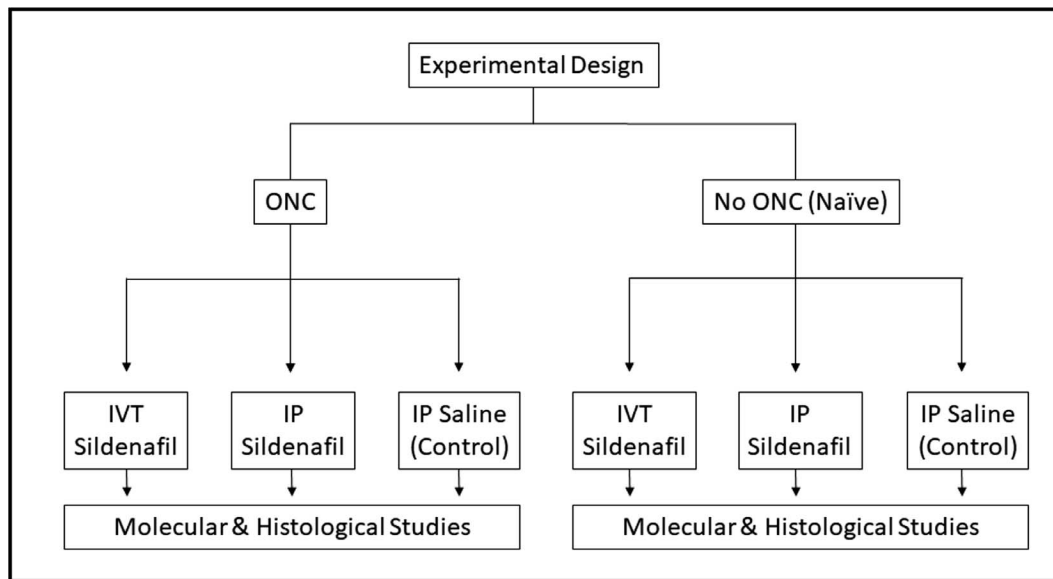 Experimental Design
ONC
No ONC (Naïve)
IVT
Sildenafil
IP
Sildenafil
IP Saline
(Control)
IVT
Sildenafil
IP
Sildenafil
IP Saline
(Control)
Molecular & Histological Studies
Molecular & Histological Studies